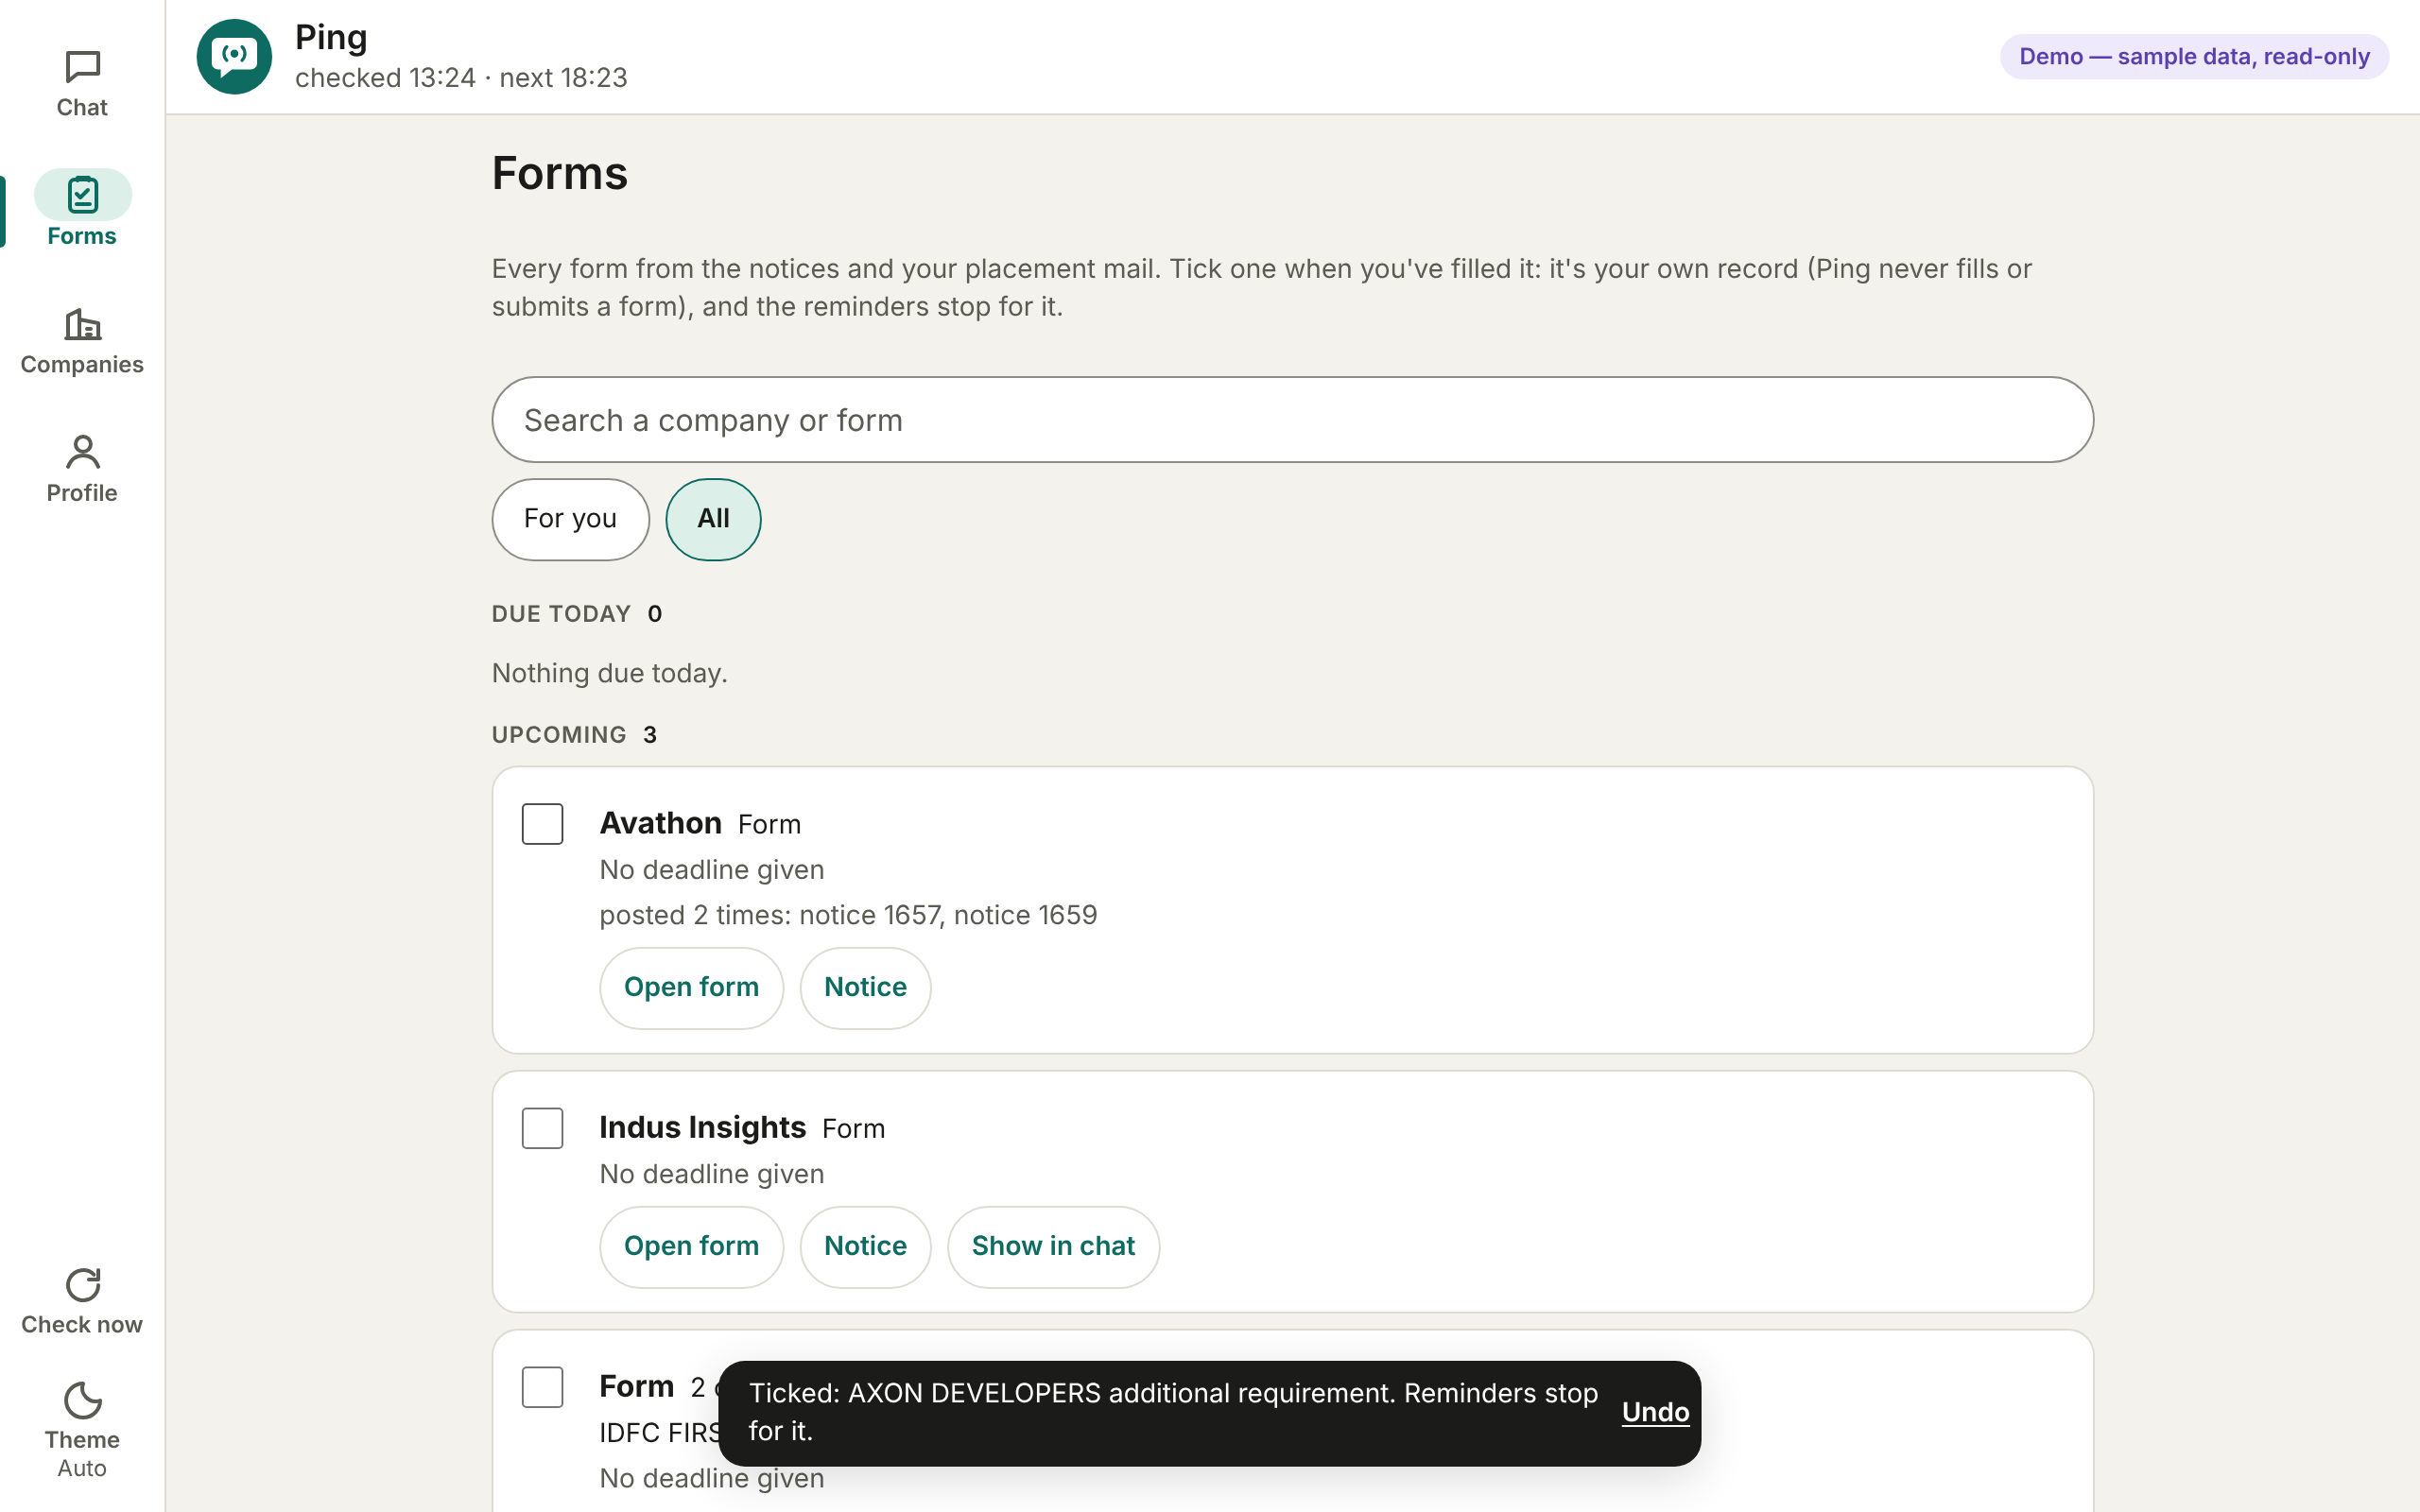 Chat
Forms
Companies
Profile
Check now
Theme
Auto
Ping
checked 13:24 · next 18:23
Demo — sample data, read-only
Forms
Every form from the notices and your placement mail. Tick one when you've filled it: it's your own record (Ping never fills or
submits a form), and the reminders stop for it.
Search a company or form
For you
All
DUE TODAY 0
Nothing due today.
UPCOMING 3
Avathon Form
No deadline given
posted 2 times: notice 1657, notice 1659
Open form
Notice
Indus Insights Form
No deadline given
Open form
Notice
Show in chat
Form 2
IDFC
No deadline given
Ticked: AXON DEVELOPERS additional requirement. Reminders stop
for it.
Undo